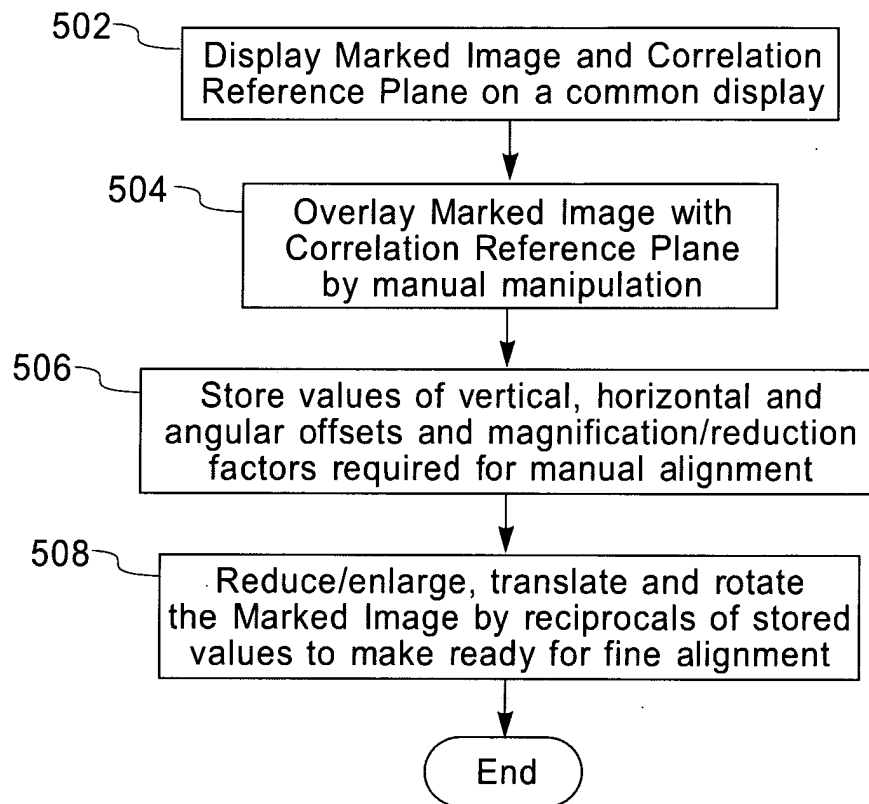 502
Display Marked Image and Correlation
Reference Plane on a common display
504
Overlay Marked Image with
Correlation Reference Plane
by manual manipulation
506
Store values of vertical, horizontal and
angular offsets and magnification/reduction
factors required for manual alignment
508
Reduce/enlarge, translate and rotate
the Marked Image by reciprocals of stored
values to make ready for fine alignment
End